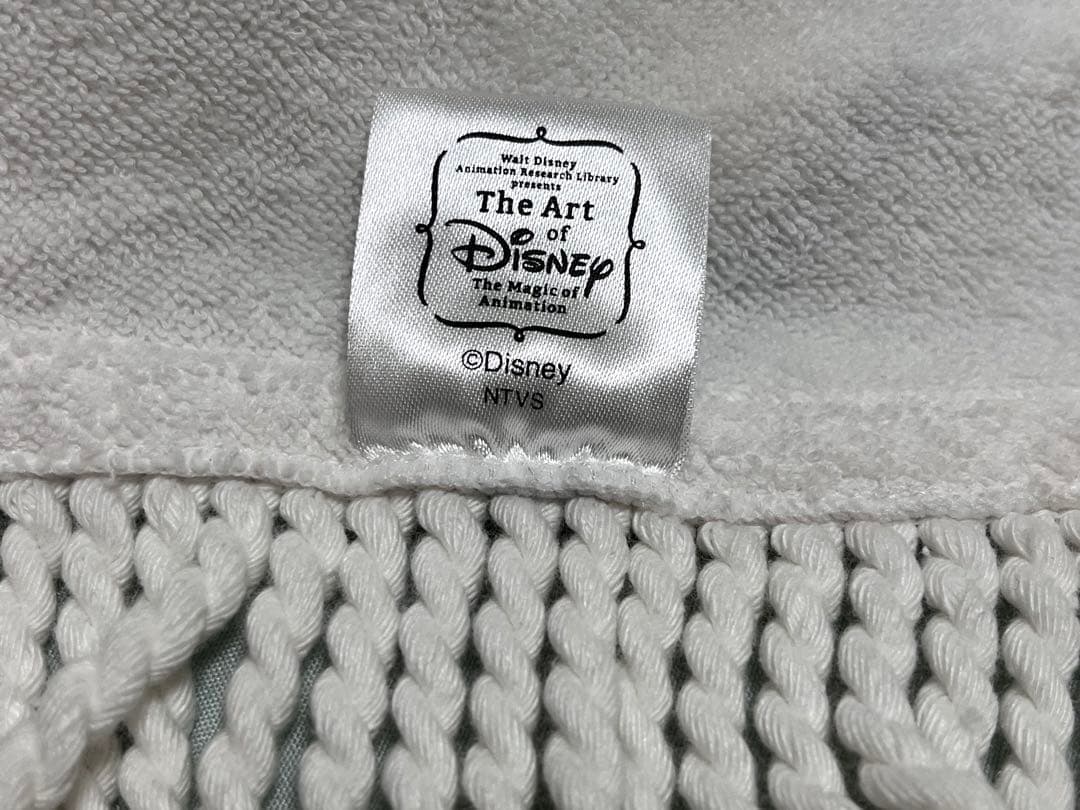 Walt Disney
Animation Research Library
presents
The Art
of
Disney
The Magic of
Animation
©Disney
NTVS